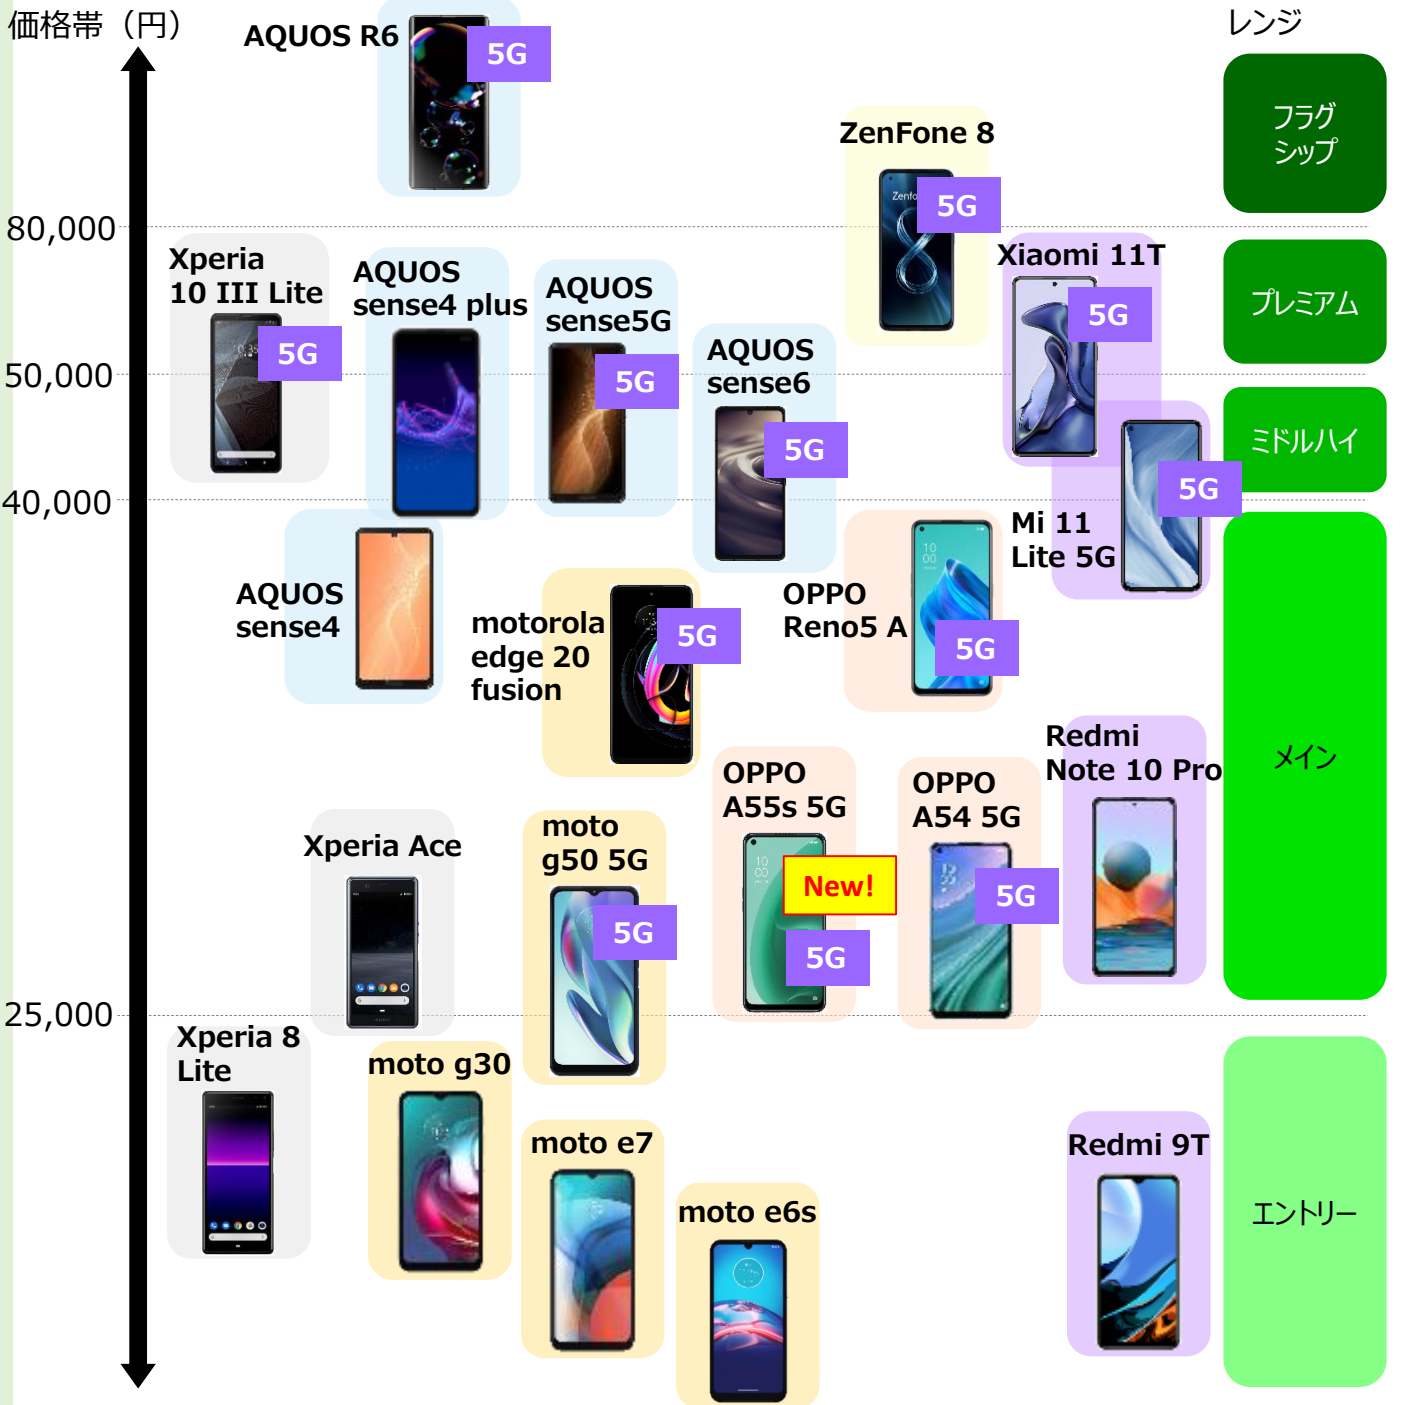 価格帯（円）
レンジ
AQUOS R6
5G
フラグ
シップ
ZenFone 8
Zenfo
5G
80,000
Xperia
10 III Lite
5G
AQUOS
sense4 plus
AQUOS
sense5G
5G
AQUOS
sense6
5G
Xiaomi 11T
5G
プレミアム
50,000
ミドルハイ
5G
40,000
Mi 11
Lite 5G
AQUOS
sense4
motorola
edge 20
fusion
5G
OPPO
Reno5 A
10
00
5G
メイン
Redmi
Note 10 Pro
OPPO
A55s 5G
New!
5G
OPPO
A54 5G
5G
Xperia Ace
moto
g50 5G
5G
25,000
Xperia 8
Lite
moto g30
moto e7
moto e6s
Redmi 9T
エントリー